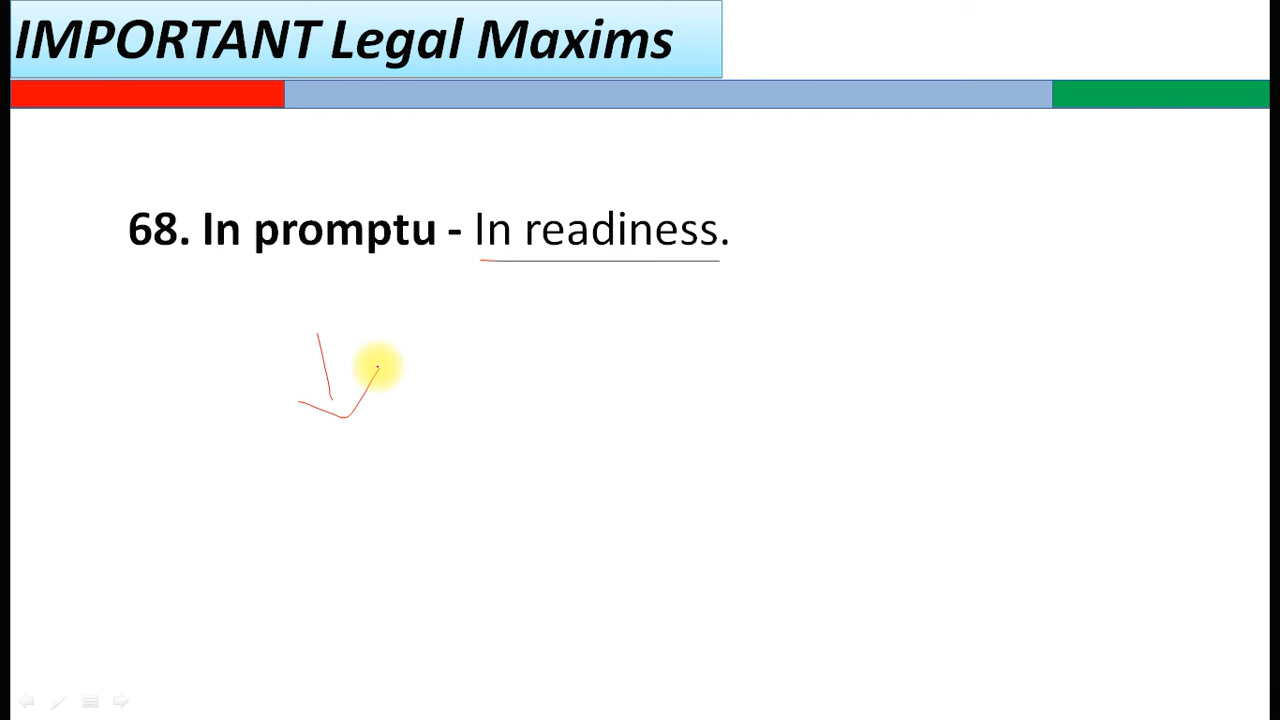 IMPORTANT Legal Maxims
68. In promptu - In readiness.